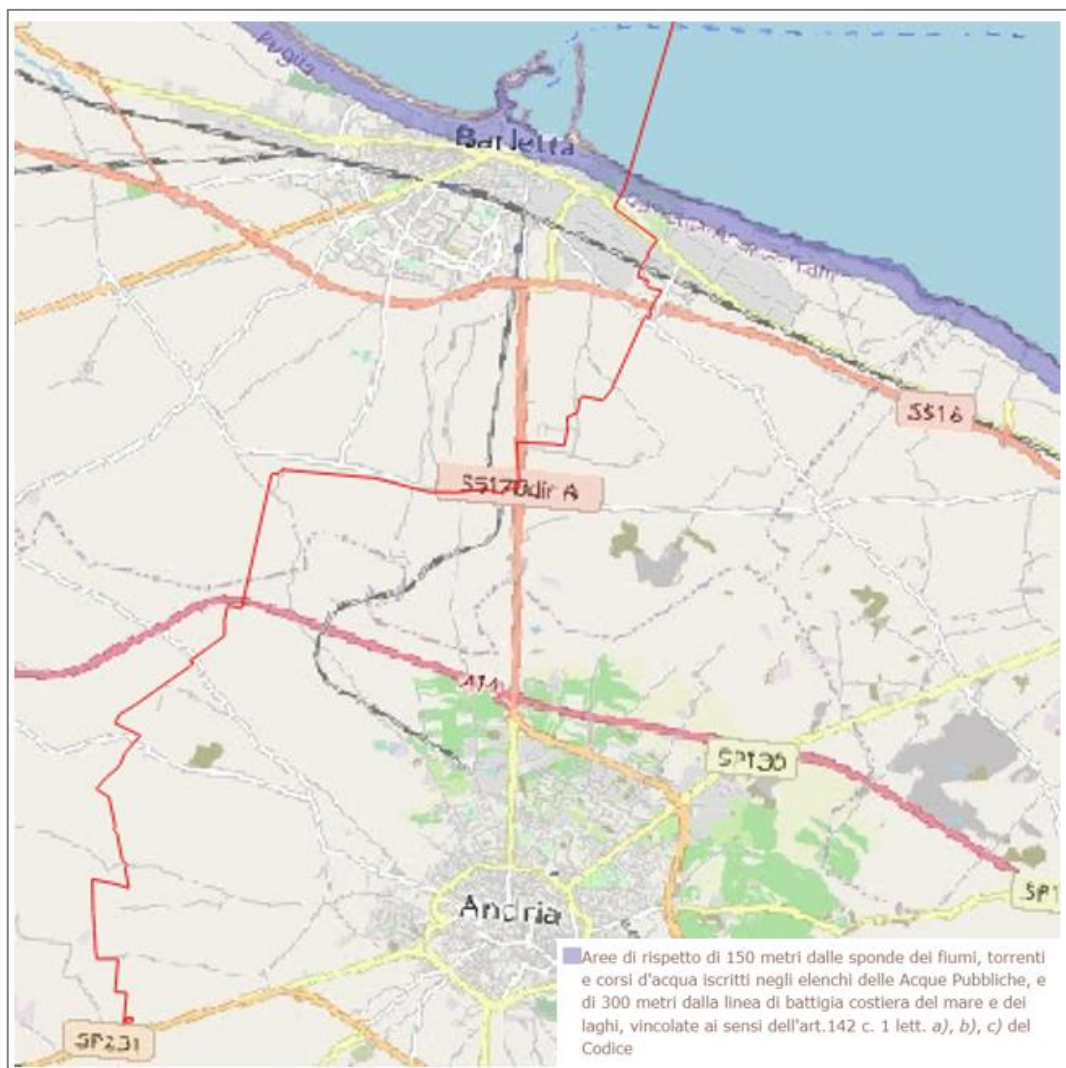 Puglia
Barletta
SS16
SS170dir A
A14
SP130
SP1
Andria
SP231
Aree di rispetto di 150 metri dalle sponde dei fiumi, torrenti
e corsi d'acqua iscritti negli elenchi delle Acque Pubbliche, e
di 300 metri dalla linea di battigia costiera del mare e dei
laghi, vincolate ai sensi dell'art.142 c. 1 lett. a), b), c) del
Codice